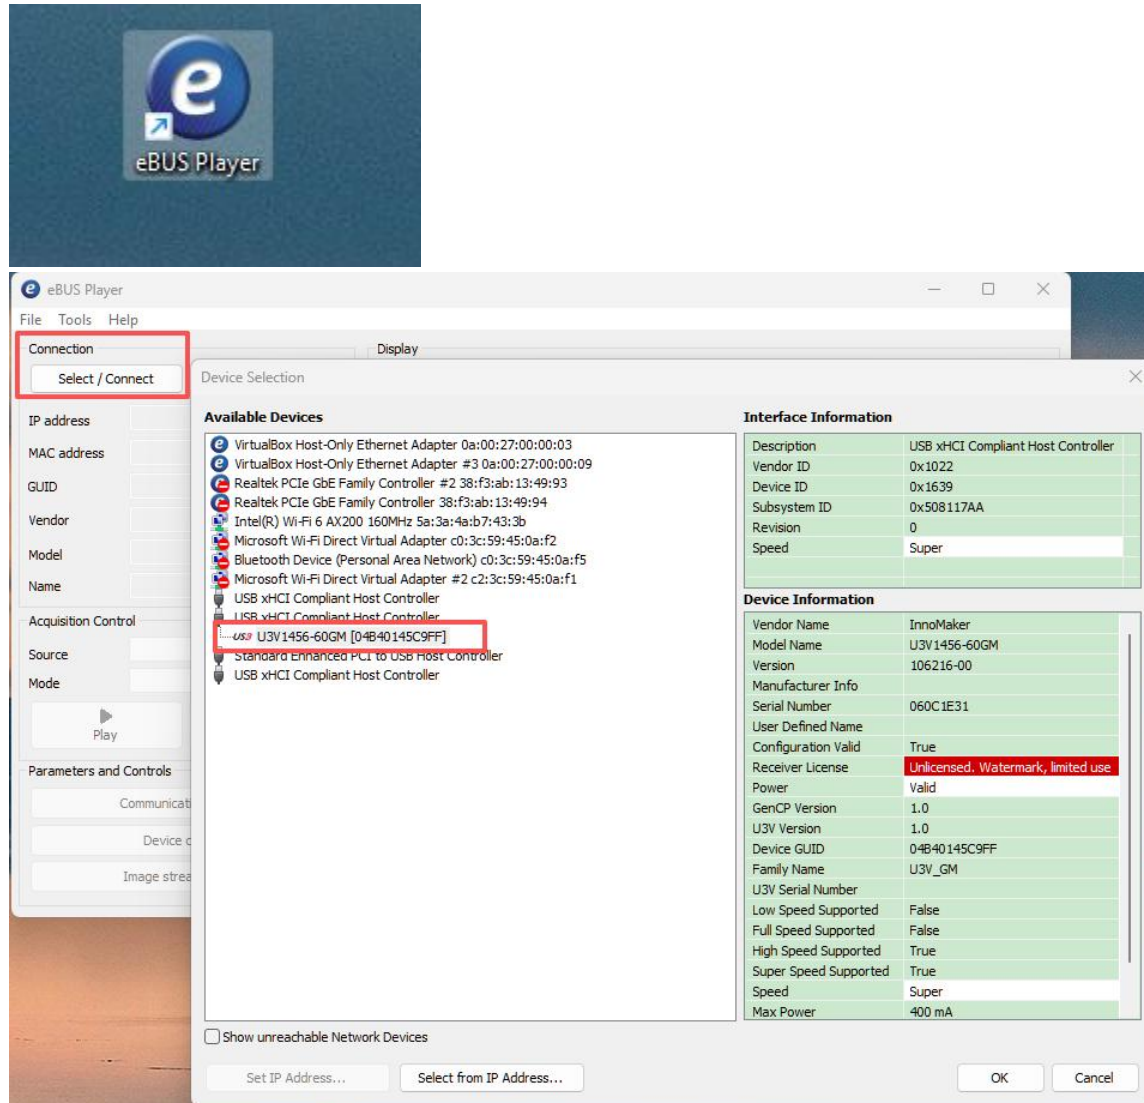 eBUS Player
eBUS Player
File Tools Help
Connection
Display
Select / Connect
Device Selection
IP address
MAC address
GUID
Vendor
Model
Name
Acquisition Control
Source
Mode
Play
Parameters and Controls
Communicati
Device c
Image strea
Available Devices
VirtualBox Host-Only Ethernet Adapter 0a:00:27:00:00:03
VirtualBox Host-Only Ethernet Adapter #3 0a:00:27:00:00:09
Realtek PCIe GbE Family Controller #2 38:f3:ab:13:49:93
Realtek PCIe GbE Family Controller 38:f3:ab:13:49:94
Intel(R) Wi-Fi 6 AX200 160MHz 5a:3a:4a:b7:43:3b
Microsoft Wi-Fi Direct Virtual Adapter c0:3c:59:45:0a:f2
Bluetooth Device (Personal Area Network) c0:3c:59:45:0a:f5
Microsoft Wi-Fi Direct Virtual Adapter #2 c2:3c:59:45:0a:f1
USB xHCI Compliant Host Controller
USB xHCI Compliant Host Controller
US3 U3V1456-60GM [04B40145C9FF]
Standard Enhanced PCI to USB Host Controller
USB xHCI Compliant Host Controller
Show unreachable Network Devices
Set IP Address... Select from IP Address...
Interface Information
Description USB xHCI Compliant Host Controller
Vendor ID 0x1022
Device ID 0x1639
Subsystem ID 0x508117AA
Revision 0
Speed Super
Device Information
Vendor Name InnoMaker
Model Name U3V1456-60GM
Version 106216-00
Manufacturer Info
Serial Number 060C1E31
User Defined Name
Configuration Valid True
Receiver License Unlicensed. Watermark, limited use
Power Valid
GenCP Version 1.0
U3V Version 1.0
Device GUID 04B40145C9FF
Family Name U3V_GM
U3V Serial Number
Low Speed Supported False
Full Speed Supported False
High Speed Supported True
Super Speed Supported True
Speed Super
Max Power 400 mA
OK Cancel